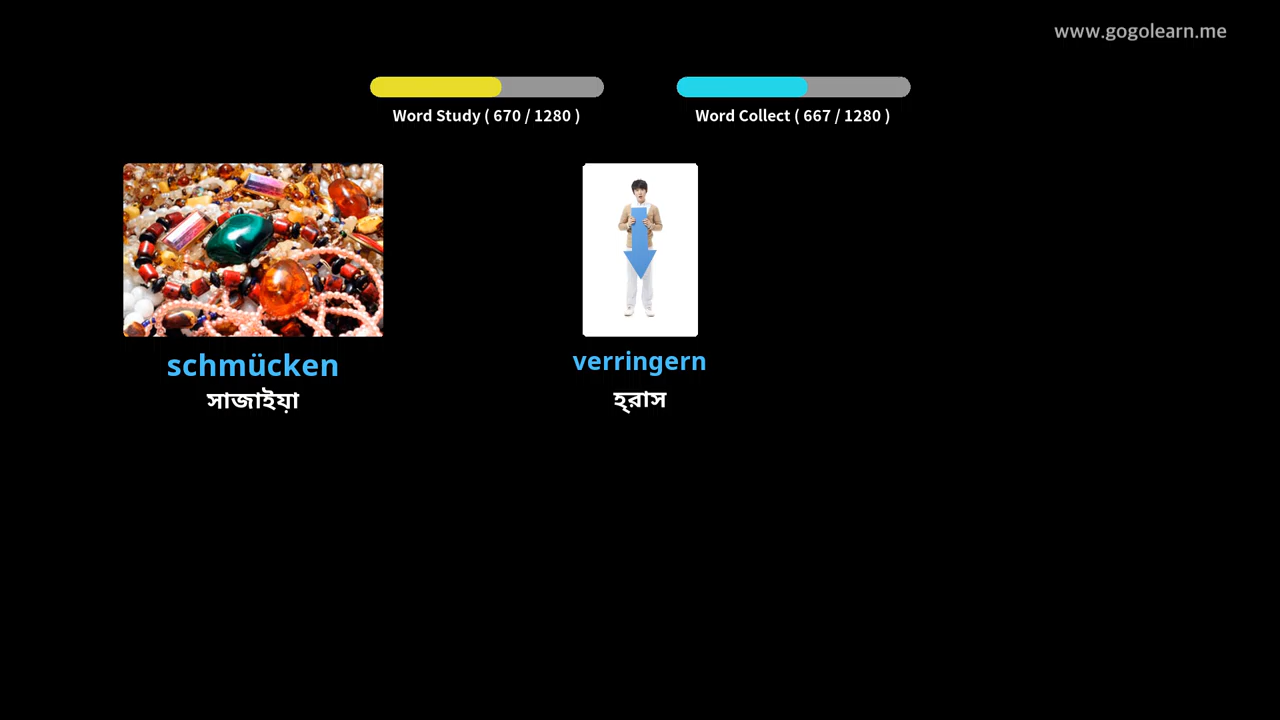 www.gogolearn.me
Word Study ( 670 / 1280 )
Word Collect ( 667 / 1280 )
schmücken
সাজাইয়া
verringern
হ্রাস